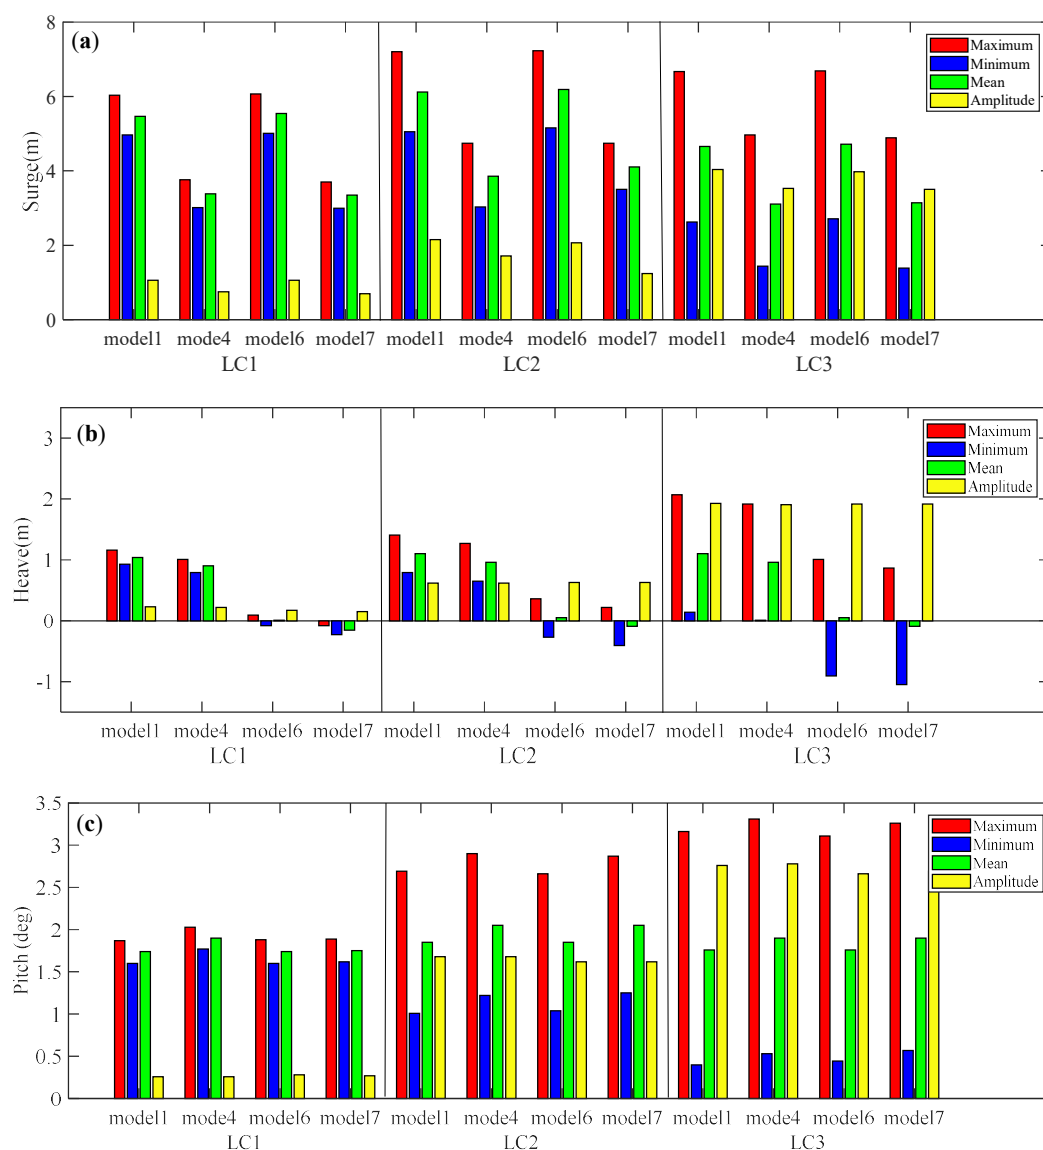 (a)
8
6
4
2
0
Surge(m)
Maximum
Minimum
Mean
Amplitude
model1 mode4 model6 model7 model1 mode4 model6 model7 model1 mode4 model6 model7
LC1 LC2 LC3
(b)
3
2
1
0
-1
Heave(m)
Maximum
Minimum
Mean
Amplitude
model1 mode4 model6 model7 model1 mode4 model6 model7 model1 mode4 model6 model7
LC1 LC2 LC3
(c)
3.5
3
2.5
2
1.5
1
0.5
0
Pitch (deg)
Maximum
Minimum
Mean
Amplitude
model1 mode4 model6 model7 model1 mode4 model6 model7 model1 mode4 model6 model7
LC1 LC2 LC3